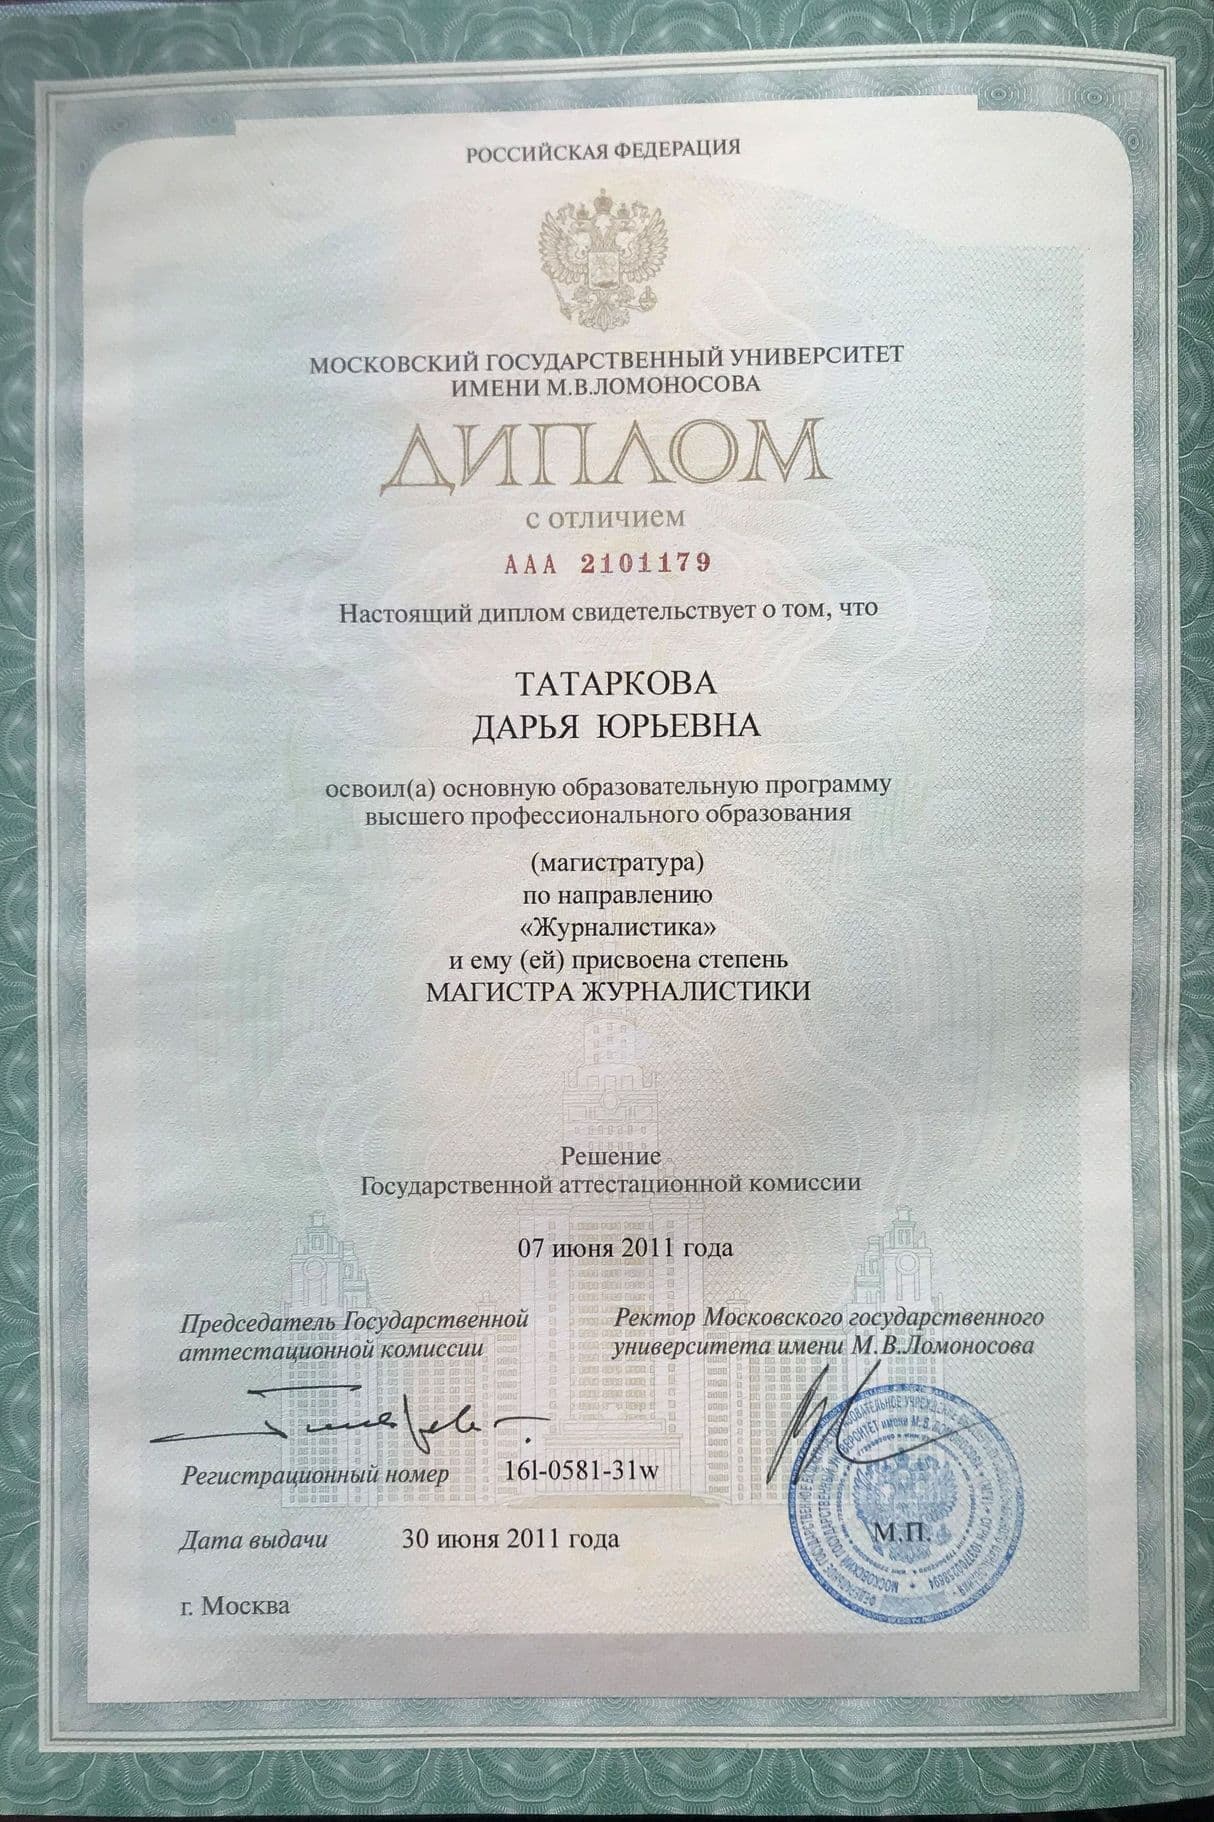 РОССИЙСКАЯ ФЕДЕРАЦИЯ
МОСКОВСКИЙ ГОСУДАРСТВЕННЫЙ УНИВЕРСИТЕТ
ИМЕНИ М.В.ЛОМОНОСОВА
ДИПЛОМ
С ОТЛИЧИЕМ
ААА 2101179
Настоящий диплом свидетельствует о том, что
ТАТАРКОВА
ДАРЬЯ ЮРЬЕВНА
освоил(а) основную образовательную программу
высшего профессионального образования
(магистратура)
по направлению
«Журналистика»
и ему (ей) присвоена степень
МАГИСТРА ЖУРНАЛИСТИКИ
Решение
Государственной аттестационной комиссии
07 июня 2011 года
Председатель Государственной
аттестационной комиссии
Ректор Московского государственного
университета имени М.В.Ломоносова
Регистрационный номер 16l-0581-31w
Дата выдачи 30 июня 2011 года
М.П.
г. Москва